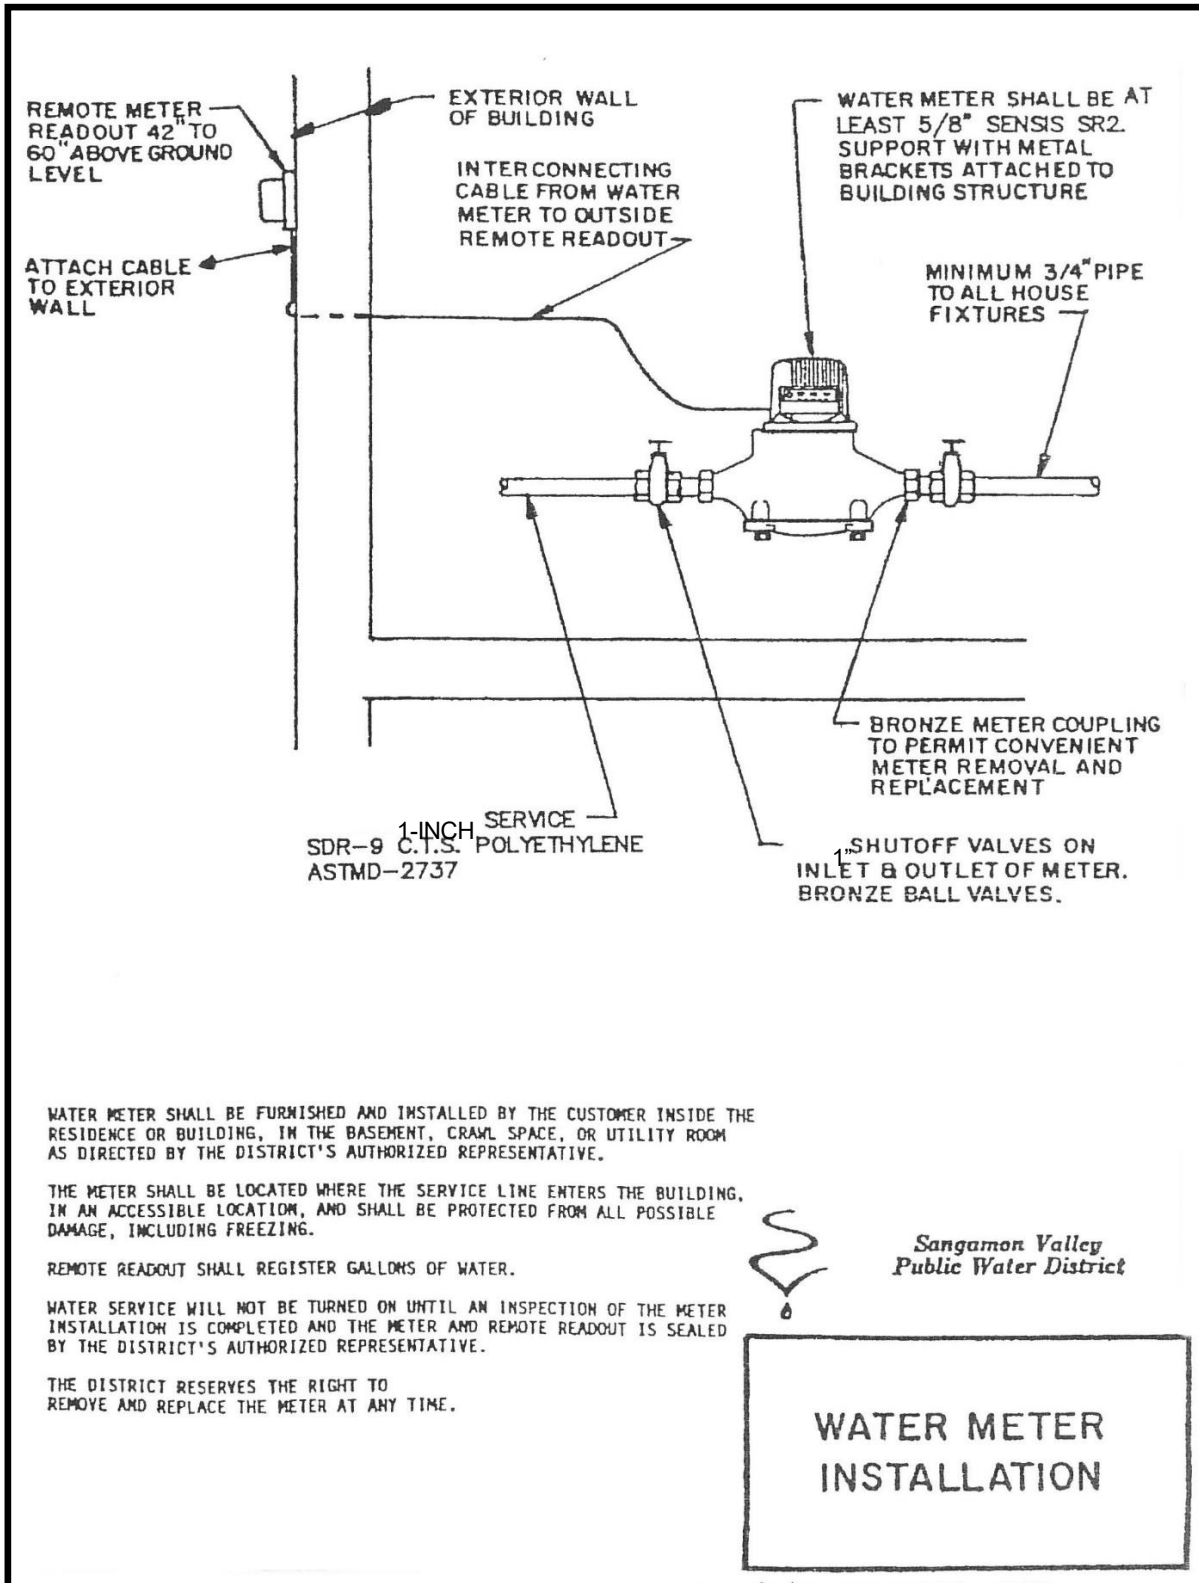 REMOTE METER
READOUT 42" TO
60" ABOVE GROUND
LEVEL
EXTERIOR WALL
OF BUILDING
WATER METER SHALL BE AT
LEAST 5/8" SENSIS SR2.
SUPPORT WITH METAL
BRACKETS ATTACHED TO
BUILDING STRUCTURE
INTERCONNECTING
CABLE FROM WATER
METER TO OUTSIDE
REMOTE READOUT
ATTACH CABLE
TO EXTERIOR
WALL
MINIMUM 3/4" PIPE
TO ALL HOUSE
FIXTURES
BRONZE METER COUPLING
TO PERMIT CONVENIENT
METER REMOVAL AND
REPLACEMENT
1-INCH SERVICE
SDR-9 C.T.S. POLYETHYLENE
ASTMD-2737
1" SHUTOFF VALVES ON
INLET & OUTLET OF METER.
BRONZE BALL VALVES.
WATER METER SHALL BE FURNISHED AND INSTALLED BY THE CUSTOMER INSIDE THE
RESIDENCE OR BUILDING, IN THE BASEMENT, CRAWL SPACE, OR UTILITY ROOM
AS DIRECTED BY THE DISTRICT'S AUTHORIZED REPRESENTATIVE.
THE METER SHALL BE LOCATED WHERE THE SERVICE LINE ENTERS THE BUILDING,
IN AN ACCESSIBLE LOCATION, AND SHALL BE PROTECTED FROM ALL POSSIBLE
DAMAGE, INCLUDING FREEZING.
REMOTE READOUT SHALL REGISTER GALLONS OF WATER.
WATER SERVICE WILL NOT BE TURNED ON UNTIL AN INSPECTION OF THE METER
INSTALLATION IS COMPLETED AND THE METER AND REMOTE READOUT IS SEALED
BY THE DISTRICT'S AUTHORIZED REPRESENTATIVE.
THE DISTRICT RESERVES THE RIGHT TO
REMOVE AND REPLACE THE METER AT ANY TIME.
Sangamon Valley
Public Water District
WATER METER
INSTALLATION